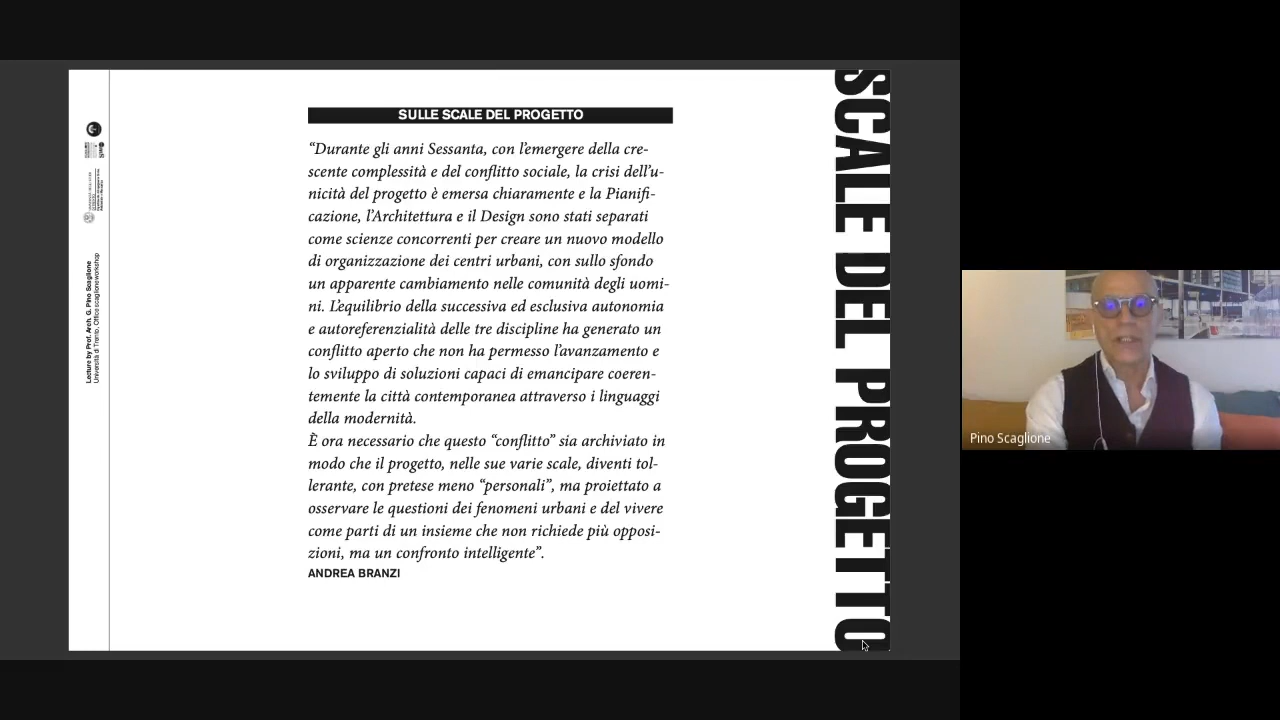 SULLE SCALE DEL PROGETTO
“Durante gli anni Sessanta, con l’emergere della cre-
scente complessità e del conflitto sociale, la crisi dell’u-
nicità del progetto è emersa chiaramente e la Pianifi-
cazione, l’Architettura e il Design sono stati separati
come scienze concorrenti per creare un nuovo modello
di organizzazione dei centri urbani, con sullo sfondo
un apparente cambiamento nelle comunità degli uomi-
ni. L’equilibrio della successiva ed esclusiva autonomia
e autoreferenzialità delle tre discipline ha generato un
conflitto aperto che non ha permesso l’avanzamento e
lo sviluppo di soluzioni capaci di emancipare coeren-
temente la città contemporanea attraverso i linguaggi
della modernità.
È ora necessario che questo “conflitto” sia archiviato in
modo che il progetto, nelle sue varie scale, diventi tol-
lerante, con pretese meno “personali”, ma proiettato a
osservare le questioni dei fenomeni urbani e del vivere
come parti di un insieme che non richiede più opposi-
zioni, ma un confronto intelligente”.
ANDREA BRANZI
SCALE DEL PROGETTO
Lecture by Prof. Arch. G. Pino Scaglione
Università di Trento, Office scaglioneworkshop
Pino Scaglione